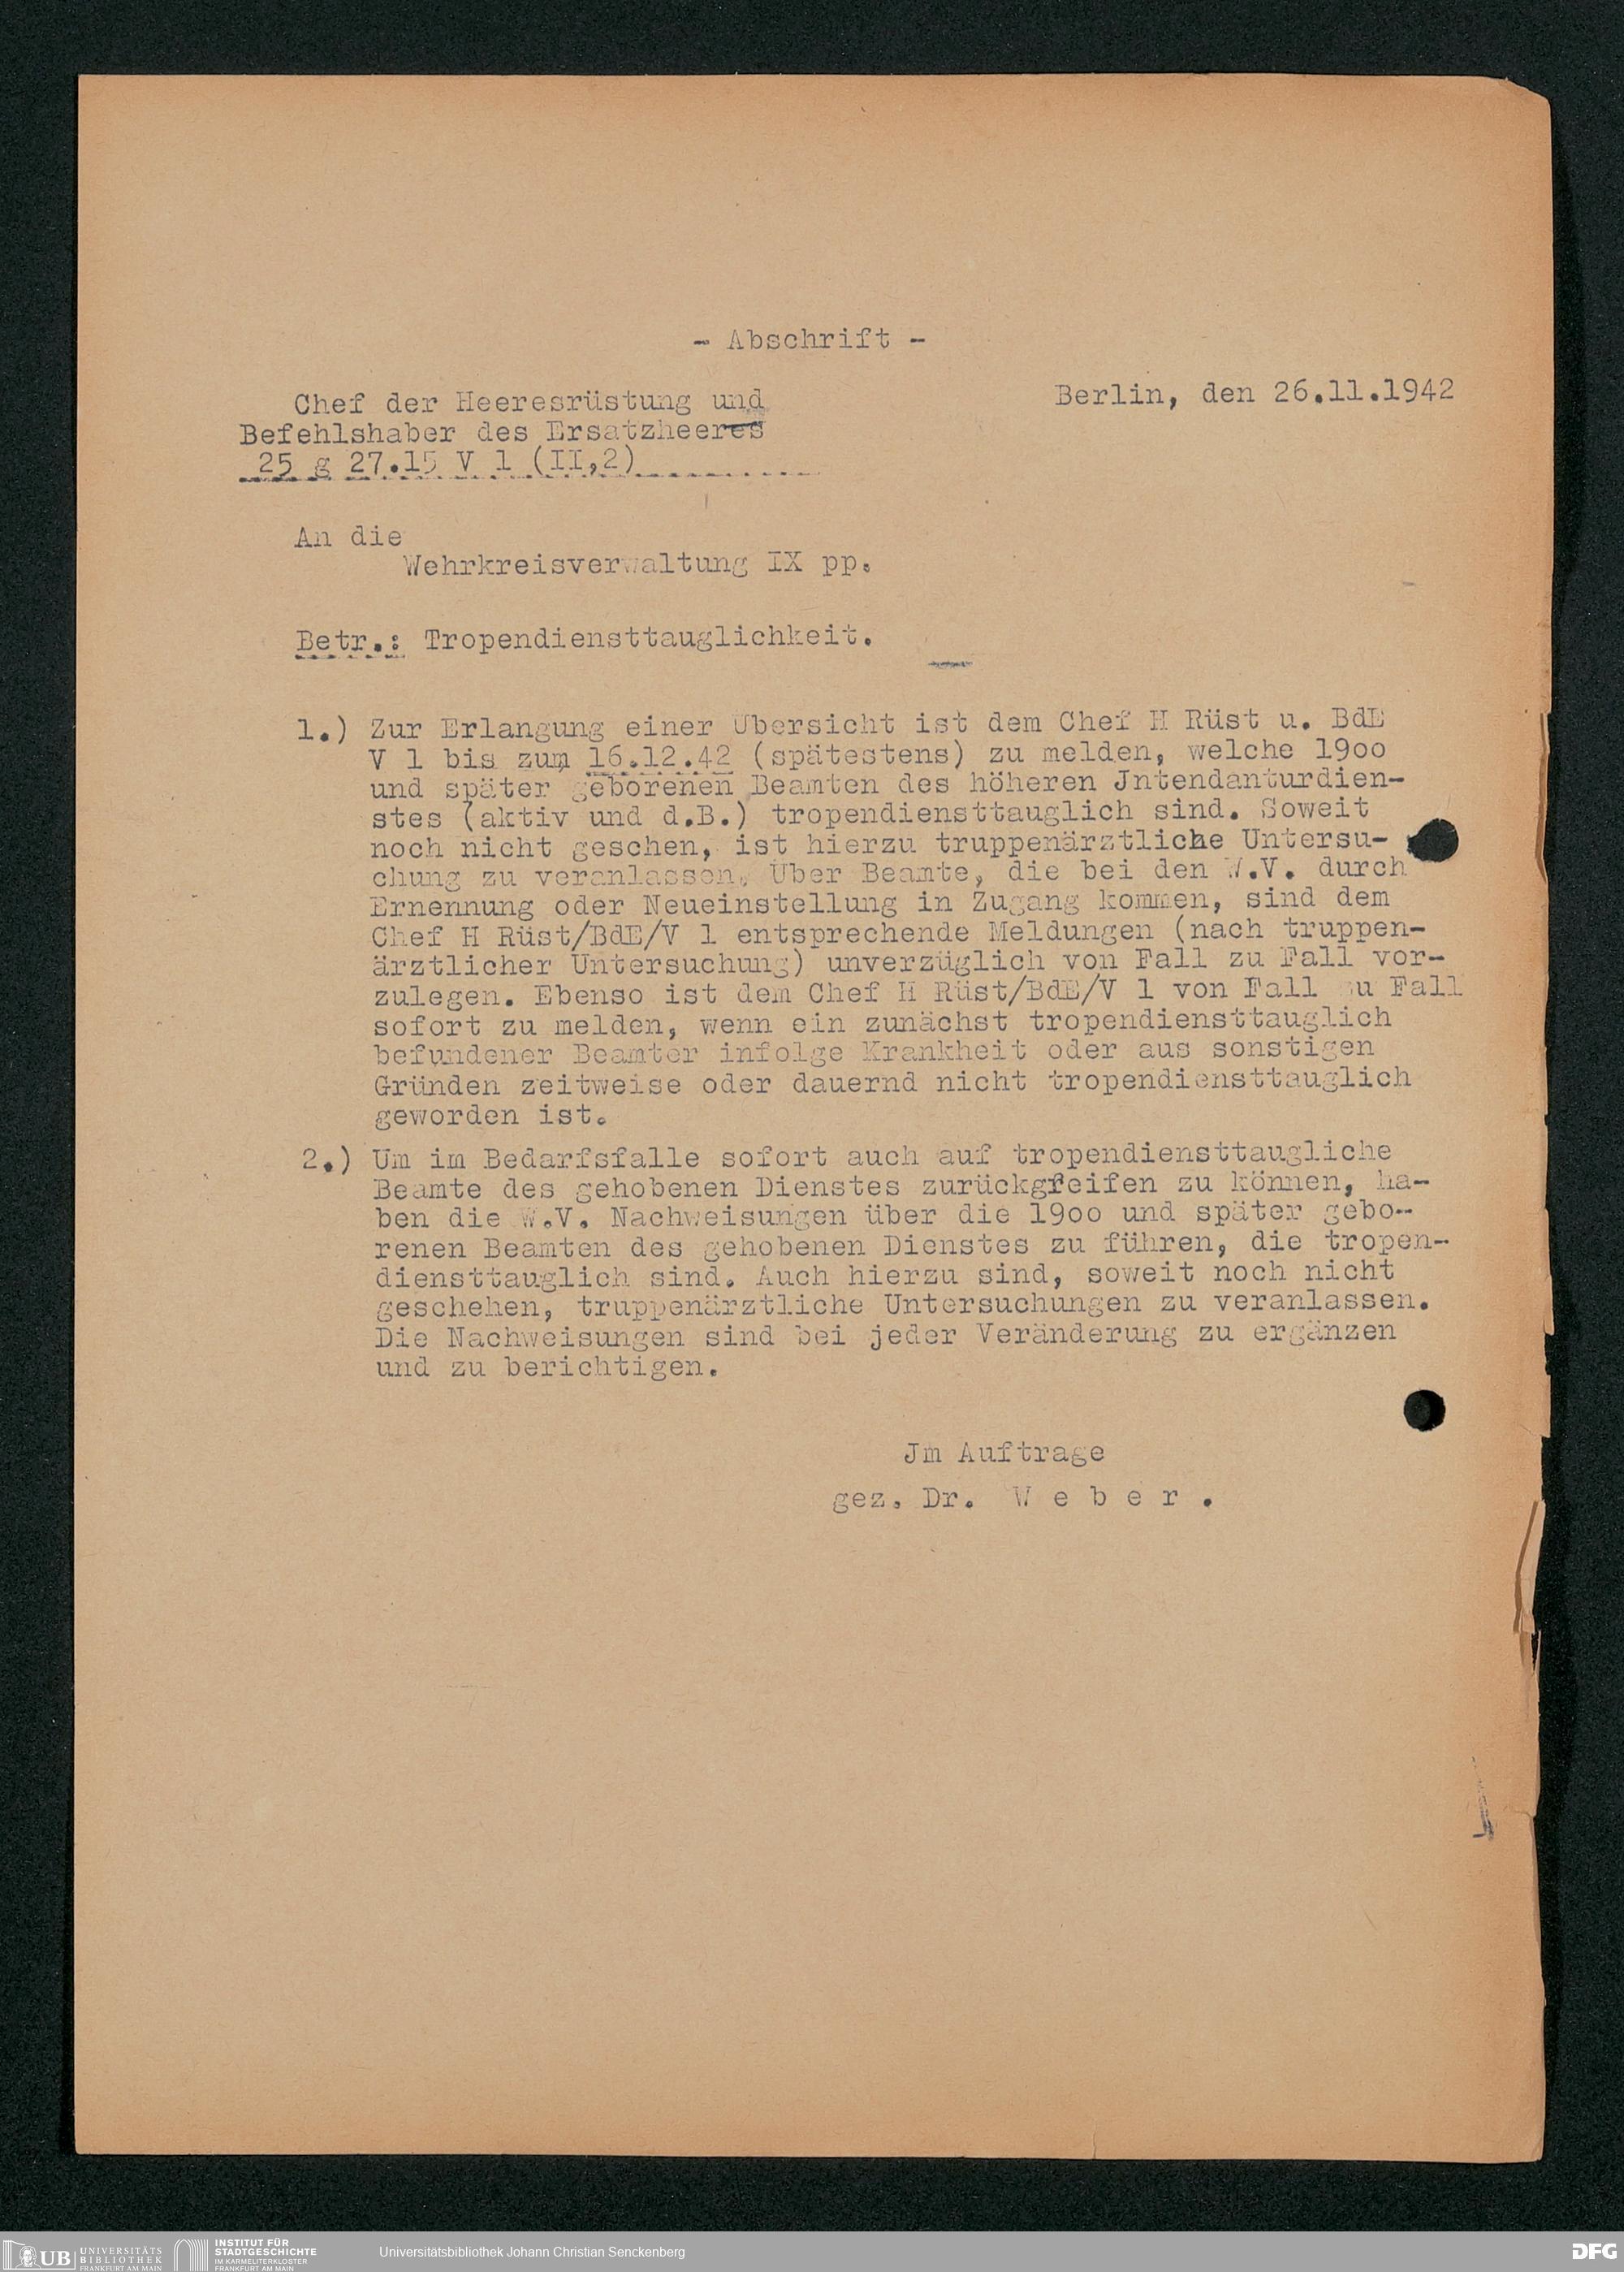 - Abschrift -
Chef der Heeresrüstung und
Befehlshaber des Ersatzheeres
25 g 27.15 V 1 (II,2)
Berlin, den 26.11.1942
An die
Wehrkreisverwaltung IX pp.
Betr.: Tropendiensttauglichkeit.
1.) Zur Erlangung einer Übersicht ist dem Chef H Rüst u. BdE
V 1 bis zum 16.12.42 (spätestens) zu melden, welche 19oo
und später geborenen Beamten des höheren Jntendanturdien-
stes (aktiv und d.B.) tropendiensttauglich sind. Soweit
noch nicht geschen, ist hierzu truppenärztliche Untersu-
chung zu veranlassen. Über Beamte, die bei den W.V. durch
Ernennung oder Neueinstellung in Zugang kommen, sind dem
Chef H Rüst/BdE/V 1 entsprechende Meldungen (nach truppen-
ärztlicher Untersuchung) unverzüglich von Fall zu Fall vor-
zulegen. Ebenso ist dem Chef H Rüst/BdE/V 1 von Fall zu Fall
sofort zu melden, wenn ein zunächst tropendiensttauglich
befundener Beamter infolge Krankheit oder aus sonstigen
Gründen zeitweise oder dauernd nicht tropendiensttauglich
geworden ist.
2.) Um im Bedarfsfalle sofort auch auf tropendiensttaugliche
Beamte des gehobenen Dienstes zurückgreifen zu können, ha-
ben die W.V. Nachweisungen über die 19oo und später gebo-
renen Beamten des gehobenen Dienstes zu führen, die tropen-
diensttauglich sind. Auch hierzu sind, soweit noch nicht
geschehen, truppenärztliche Untersuchungen zu veranlassen.
Die Nachweisungen sind bei jeder Veränderung zu ergänzen
und zu berichtigen.
Jm Auftrage
gez. Dr. W e b e r .
UB UNIVERSITÄTS
BIBLIOTHEK
FRANKFURT AM MAIN
INSTITUT FÜR
STADTGESCHICHTE
IM KARMELITERKLOSTER
FRANKFURT AM MAIN
Universitätsbibliothek Johann Christian Senckenberg
DFG